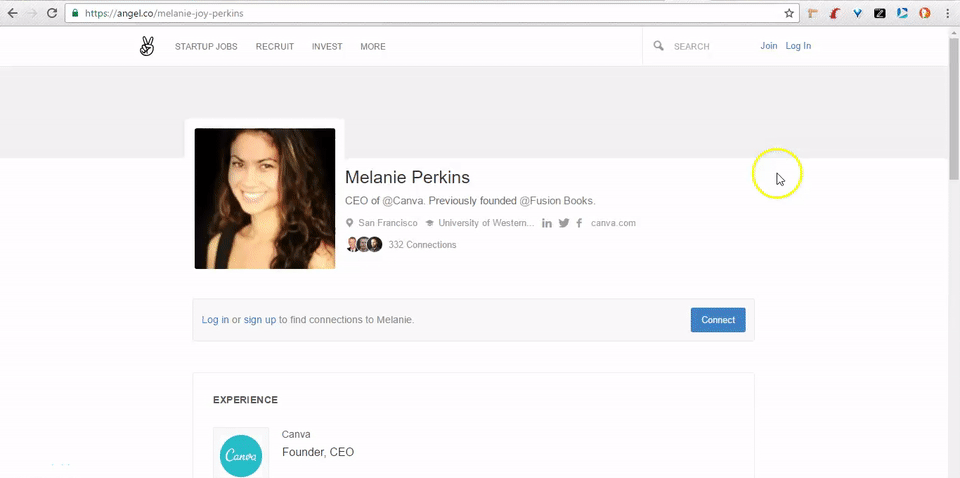 https://angel.co/melanie-joy-perkins
STARTUP JOBS RECRUIT INVEST MORE SEARCH Join Log In
Melanie Perkins
CEO of @Canva. Previously founded @Fusion Books.
San Francisco University of Western... in f canva.com
332 Connections
Log in or sign up to find connections to Melanie. Connect
EXPERIENCE
Canva
Canva
Founder, CEO